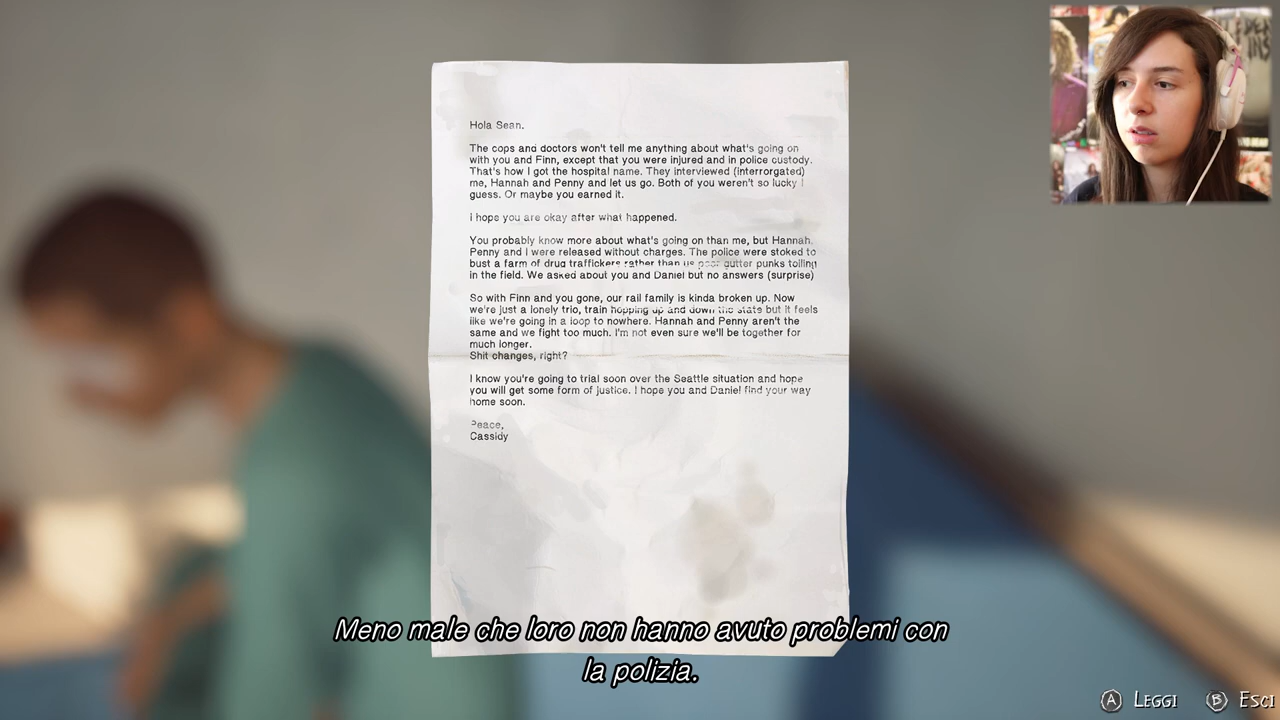 Hola Sean.
The cops and doctors won't tell me anything about what's going on
with you and Finn, except that you were injured and in police custody.
That's how I got the hospital name. They interviewed (interrorgated)
me, Hannah and Penny and let us go. Both of you weren't so lucky I
guess. Or maybe you earned it.
I hope you are okay after what happened.
You probably know more about what's going on than me, but Hannah,
Penny and I were released without charges. The police were stoked to
bust a farm of drug traffickers rather than us poor gutter punks toiling
in the field. We asked about you and Daniel but no answers (surprise)
So with Finn and you gone, our rail family is kinda broken up. Now
we're just a lonely trio, train hopping up and down the state but it feels
like we're going in a loop to nowhere. Hannah and Penny aren't the
same and we fight too much. I'm not even sure we'll be together for
much longer.
Shit changes, right?
I know you're going to trial soon over the Seattle situation and hope
you will get some form of justice. I hope you and Daniel find your way
home soon.
Peace,
Cassidy
Meno male che loro non hanno avuto problemi con
la polizia.
A Leggi B Esci